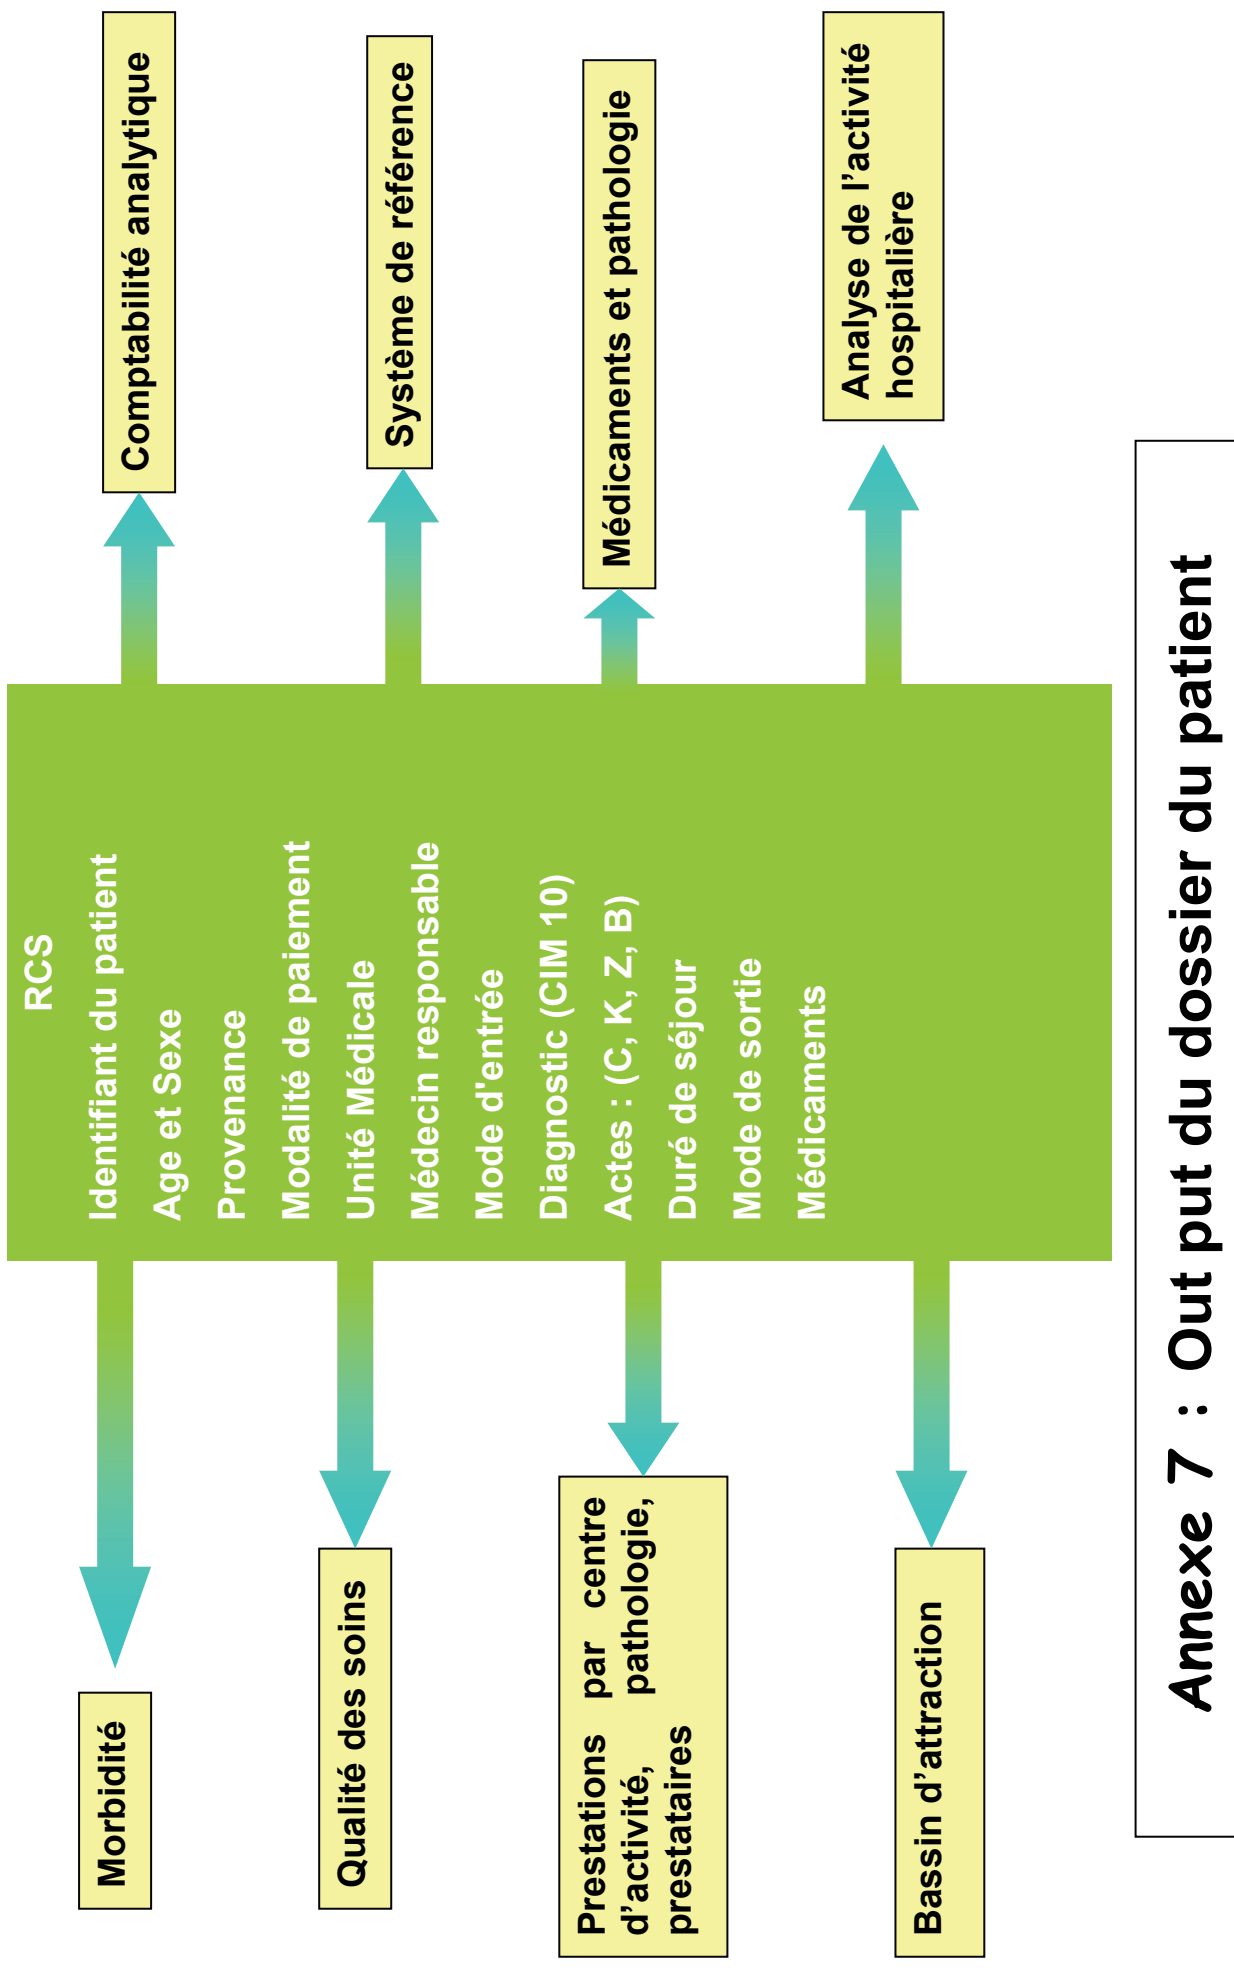 RCS
Identifiant du patient
Age et Sexe
Provenance
Modalité de paiement
Unité Médicale
Médecin responsable
Mode d'entrée
Diagnostic (CIM 10)
Actes : (C, K, Z, B)
Duré de séjour
Mode de sortie
Médicaments
Morbidité
Qualité des soins
Prestations par centre
d’activité, pathologie,
prestataires
Bassin d’attraction
Comptabilité analytique
Système de référence
Médicaments et pathologie
Analyse de l’activité
hospitalière
Annexe 7 : Out put du dossier du patient